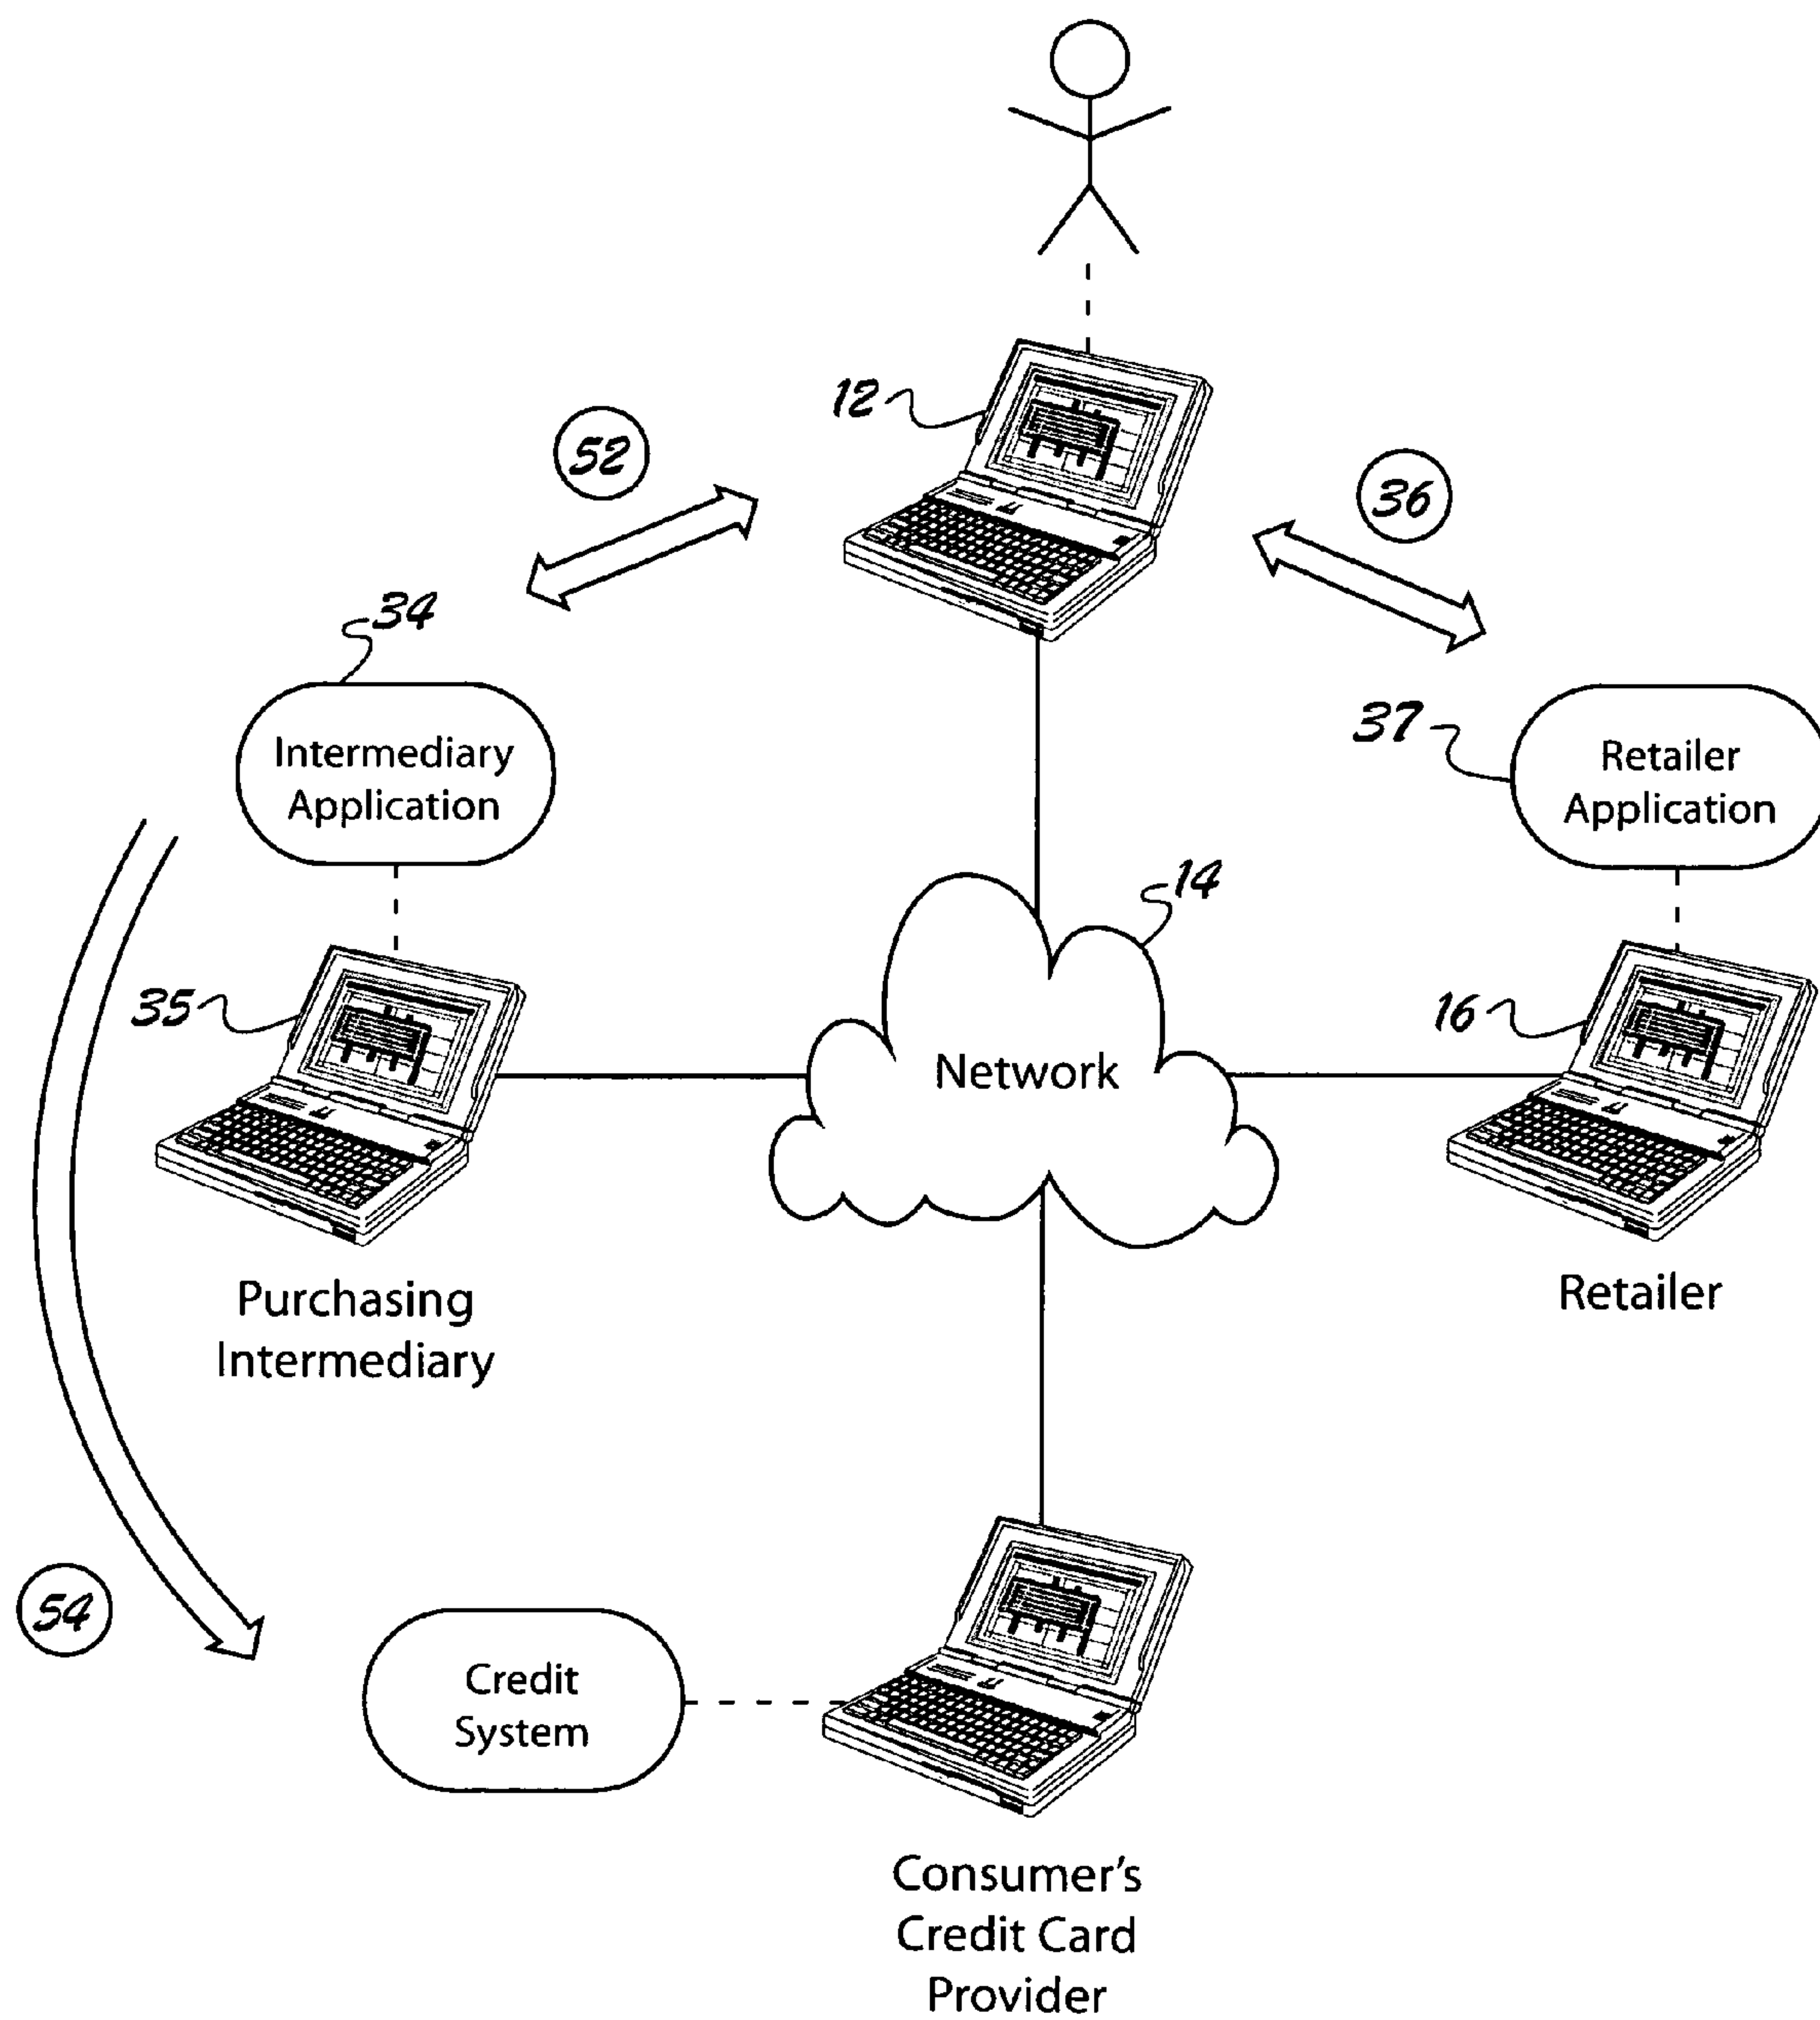 12
52
36
34
Intermediary
Application
37
Retailer
Application
14
35
Network
16
Purchasing
Intermediary
Retailer
54
Credit
System
Consumer's
Credit Card
Provider